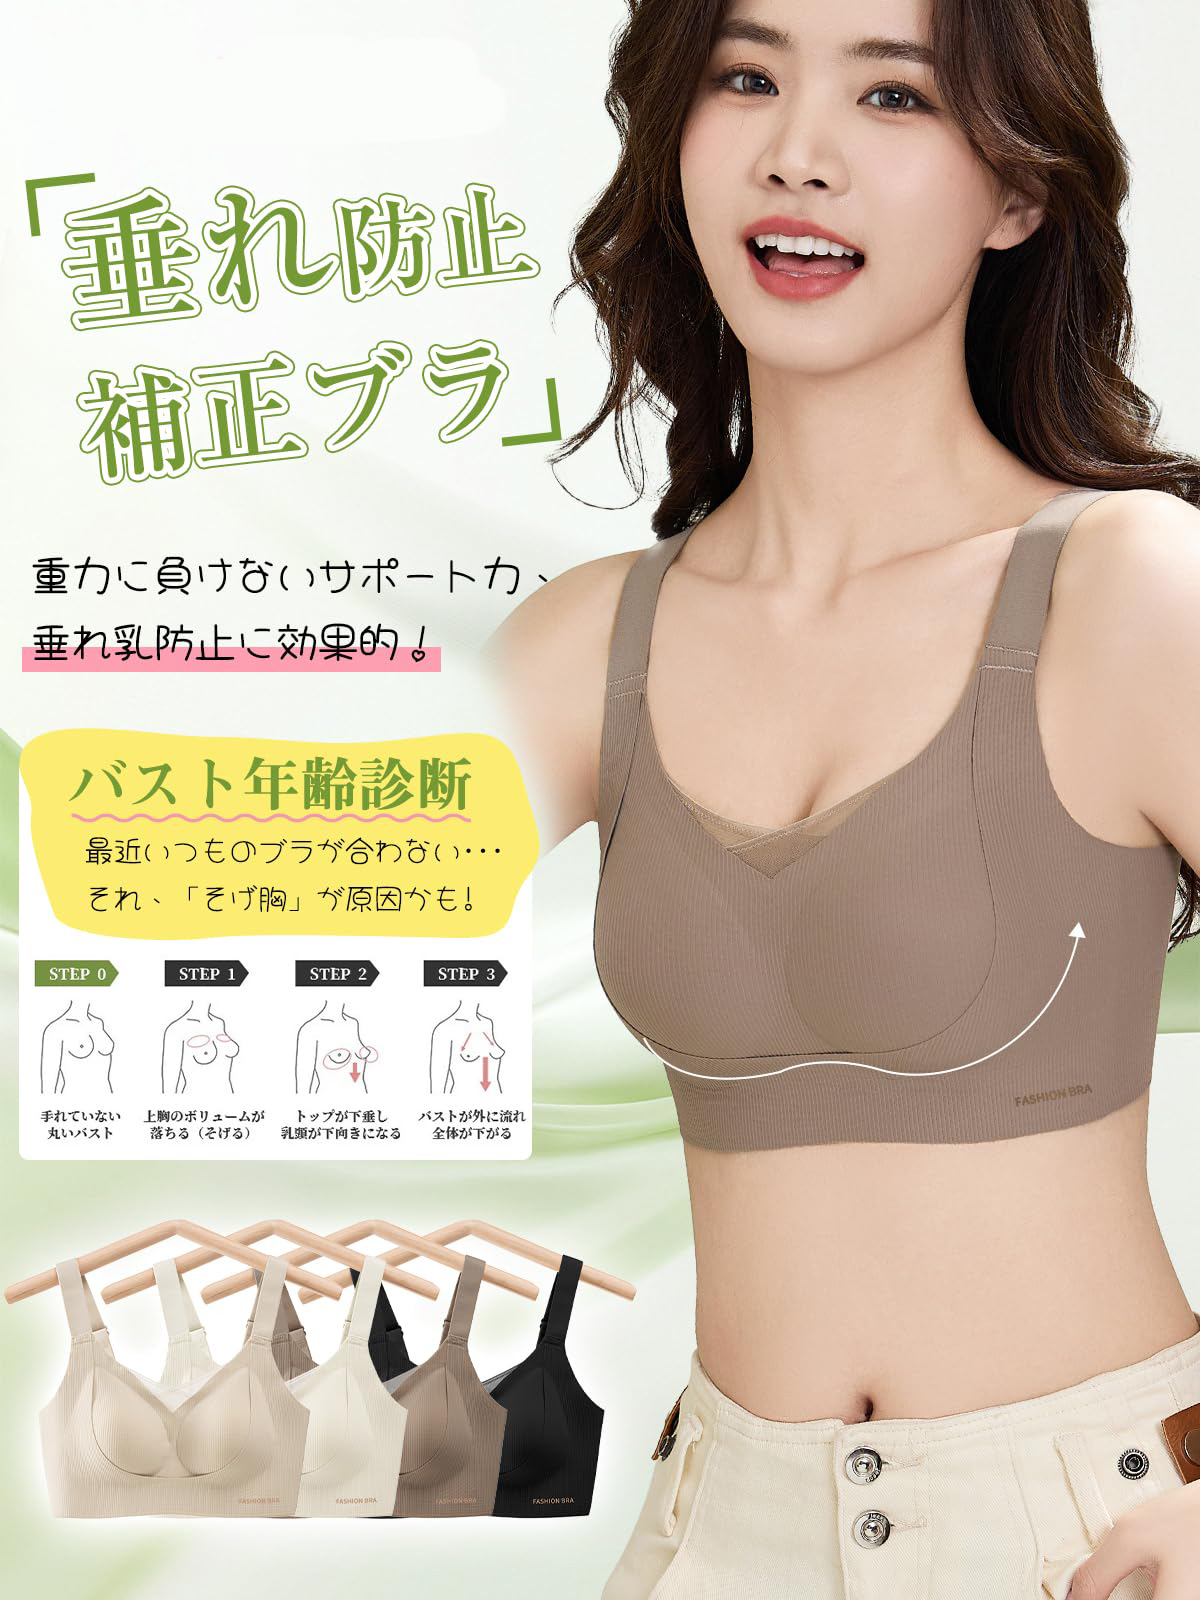 「垂れ防止
補正ブラ」
重力に負けないサポート力、
垂れ乳防止に効果的！
バスト年齢診断
最近いつものブラが合わない･･･
それ、「そげ胸」が原因かも!
STEP 0
STEP 1
STEP 2
STEP 3
手れていない
丸いバスト
上胸のボリュームが
落ちる（そげる）
トップが下垂し
乳頭が下向きになる
バストが外に流れ
全体が下がる
FASHION BRA
FASHION BRA
FASHION BRA
FASHION BRA
FASHION BRA